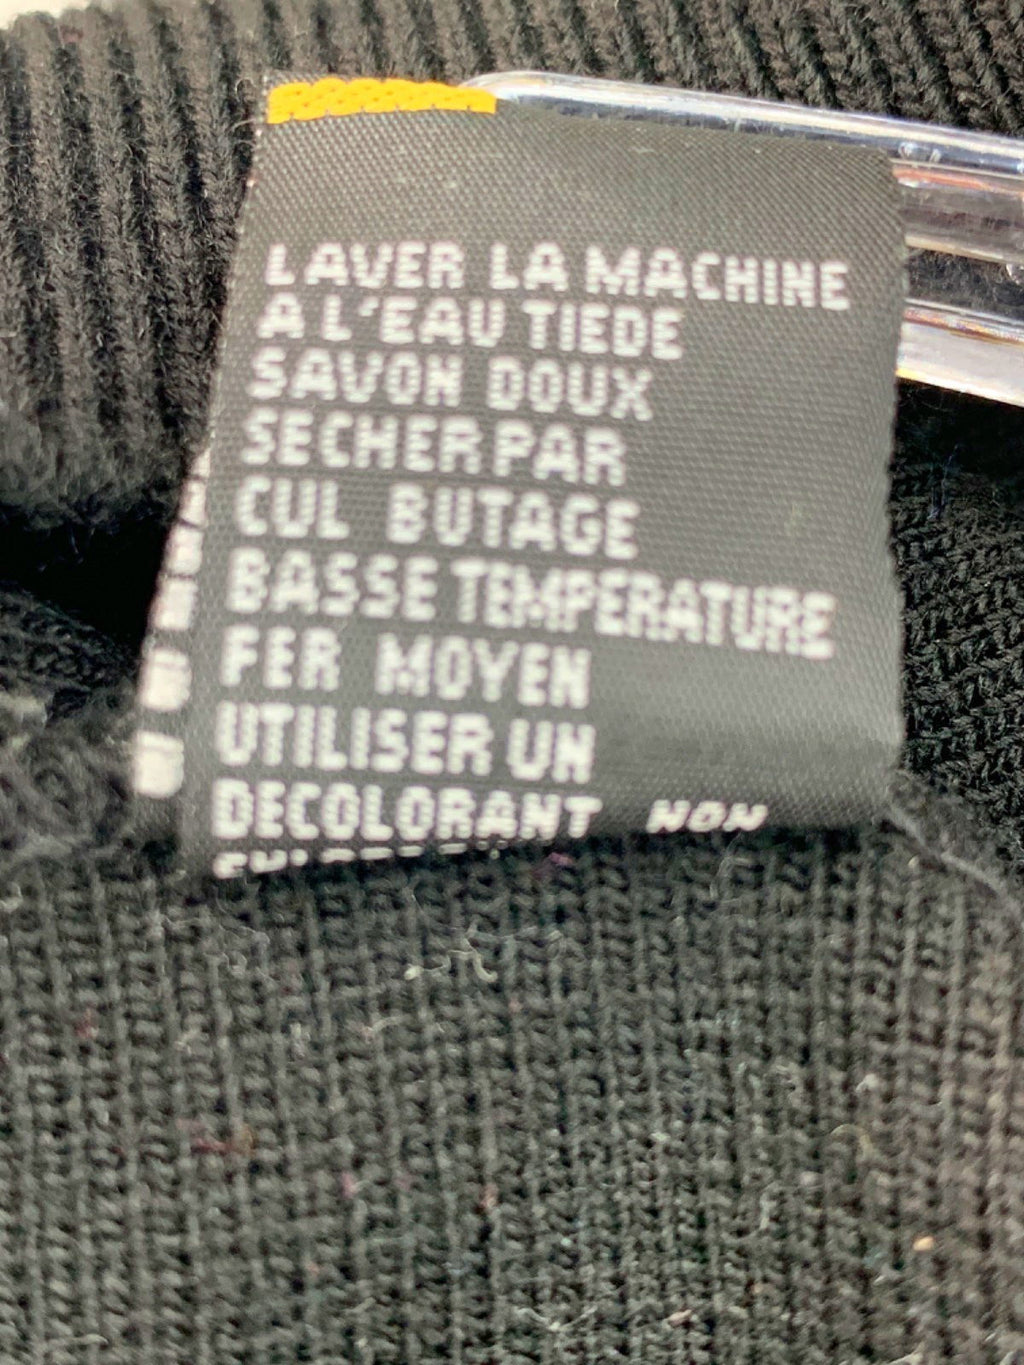 LAVER LA MACHINE
A L'EAU TIEDE
SAVON DOUX
SECHER PAR
CUL BUTAGE
BASSE TEMPERATURE
FER MOYEN
UTILISER UN
DECOLORANT NON